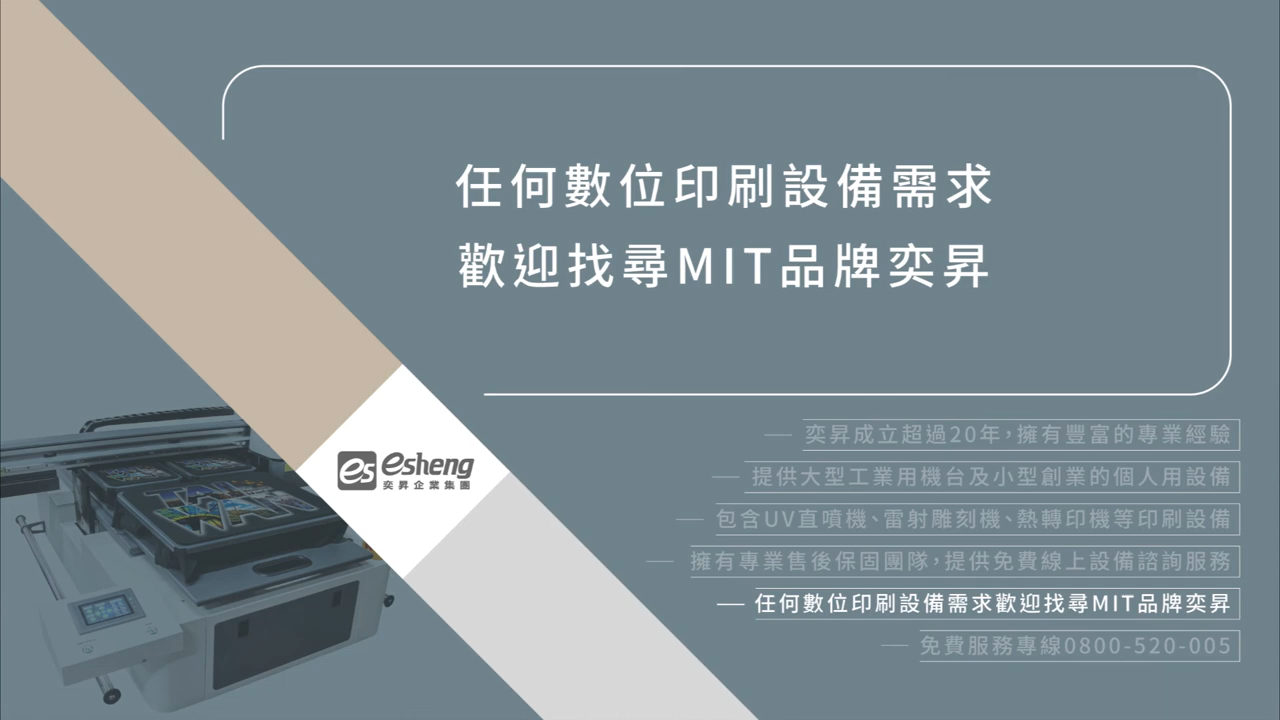 任何數位印刷設備需求
歡迎找尋MIT品牌奕昇
奕昇成立超過20年,擁有豐富的專業經驗
提供大型工業用機台及小型創業的個人用設備
包含UV直噴機、雷射雕刻機、熱轉印機等印刷設備
擁有專業售後保固團隊,提供免費線上設備諮詢服務
任何數位印刷設備需求歡迎找尋MIT品牌奕昇
免費服務專線0800-520-005
es esheng
奕昇企業集團
TAI
WAN